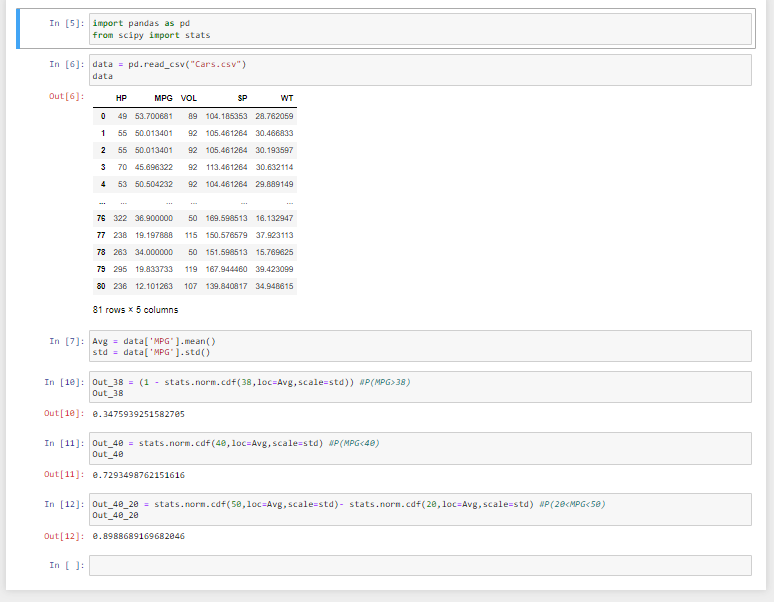 In [5]: import pandas as pd
from scipy import stats
In [6]: data = pd.read_csv("Cars.csv")
data
Out[6]:
HP MPG VOL SP WT
0 49 53.700681 89 104.185353 28.762059
1 55 50.013401 92 105.461264 30.466833
2 55 50.013401 92 105.461264 30.193597
3 70 45.696322 92 113.461264 30.632114
4 53 50.504232 92 104.461264 29.889149
... ... ... ... ... ...
76 322 36.900000 50 169.598513 16.132947
77 238 19.197888 115 150.576579 37.923113
78 263 34.000000 50 151.598513 15.769625
79 295 19.833733 119 167.944460 39.423099
80 236 12.101263 107 139.840817 34.948615
81 rows × 5 columns
In [7]: Avg = data['MPG'].mean()
std = data['MPG'].std()
In [10]: Out_38 = (1 - stats.norm.cdf(38,loc=Avg,scale=std)) #P(MPG>38)
Out_38
Out[10]: 0.3475939251582705
In [11]: Out_40 = stats.norm.cdf(40,loc=Avg,scale=std) #P(MPG<40)
Out_40
Out[11]: 0.7293498762151616
In [12]: Out_40_20 = stats.norm.cdf(50,loc=Avg,scale=std)- stats.norm.cdf(20,loc=Avg,scale=std) #P(20<MPG<50)
Out_40_20
Out[12]: 0.8988689169682046
In [ ]: